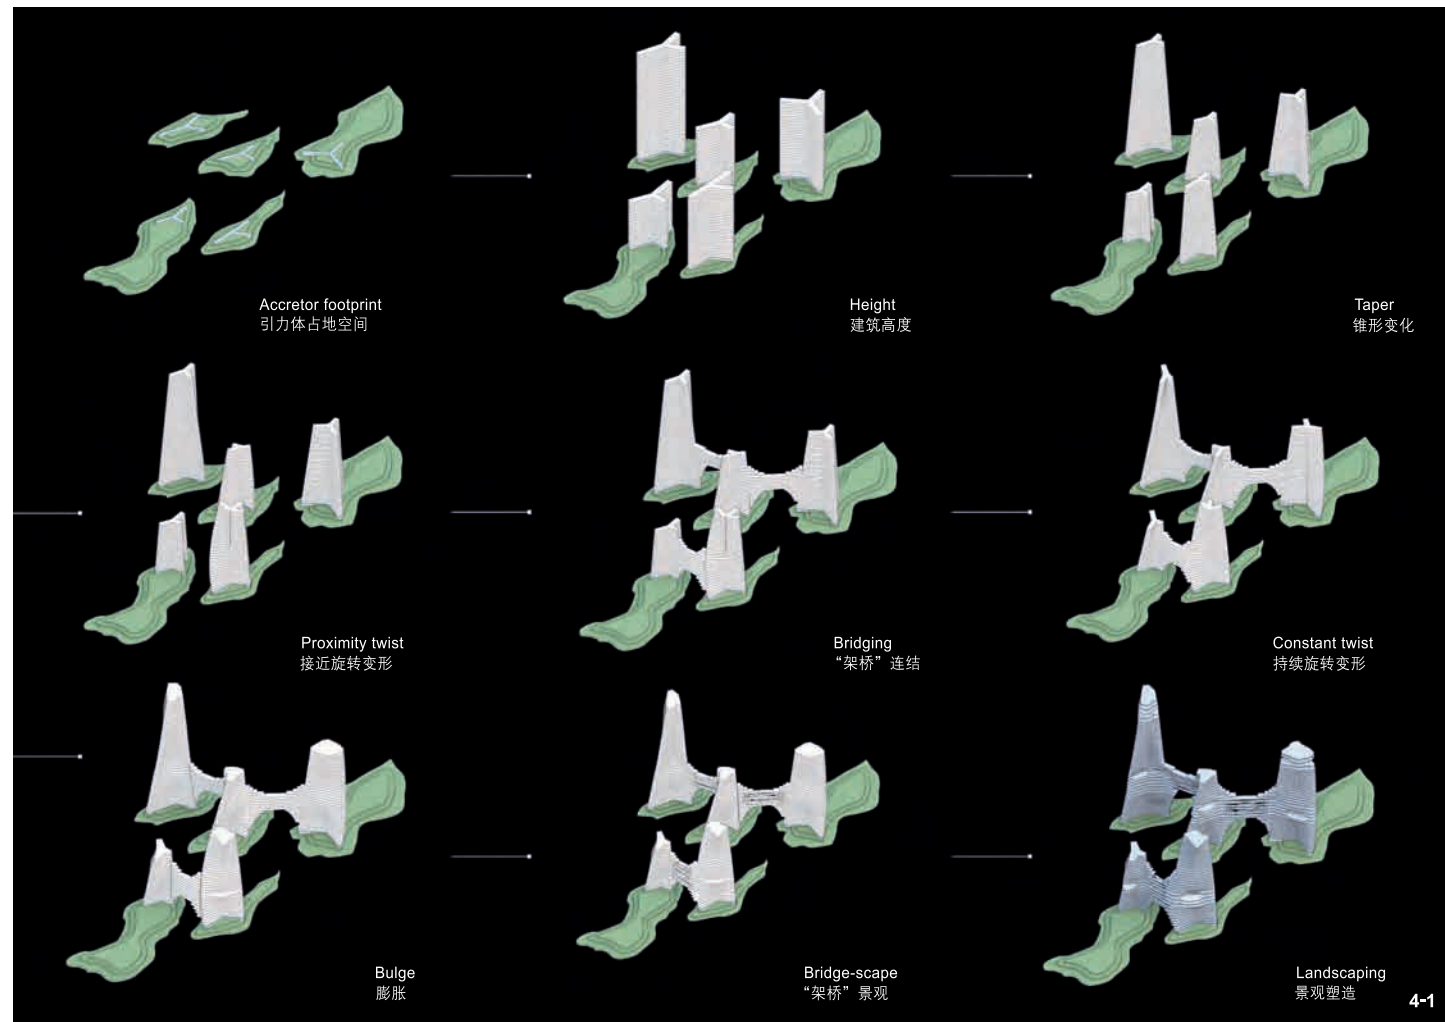 Accretor footprint
引力体占地空间
Height
建筑高度
Taper
锥形变化
Proximity twist
接近旋转变形
Bridging
“架桥”连结
Constant twist
持续旋转变形
Bulge
膨胀
Bridge-scape
“架桥”景观
Landscaping
景观塑造
4-1